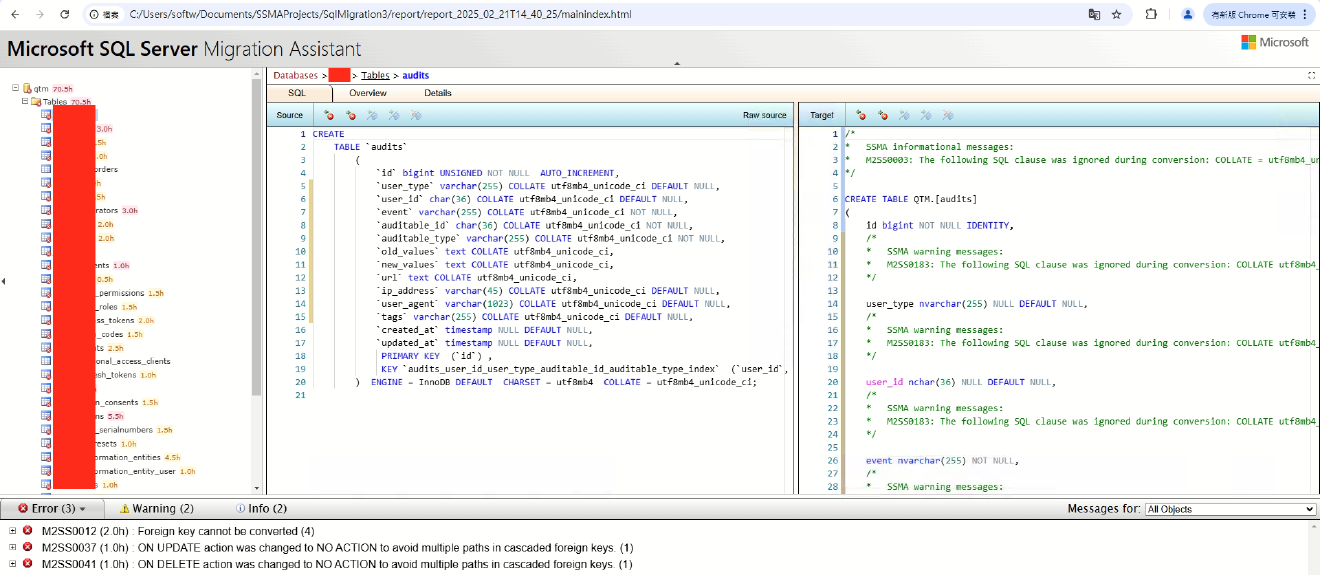 檔案
C:/Users/softw/Documents/SSMAProjects/SqlMigration3/report/report_2025_02_21T14_40_25/mainIndex.html
有新版 Chrome 可安裝
Microsoft SQL Server Migration Assistant
Microsoft
qtm 70.5h
Tables 70.5h
3.0h
.5h
.0h
orders
h
.5h
rators 3.0h
2.0h
2.0h
ents 1.0h
0.5h
_permissions 1.5h
_roles 1.5h
ss_tokens 2.0h
_codes 1.5h
ts 2.5h
onal_access_clients
esh_tokens 1.0h
n_consents 1.5h
ns 5.5h
_serialnumbers 1.5h
resets 1.0h
ormation_entities 4.5h
ormation_entity_user 1.0h
s 1.0h
Databases > > Tables > audits
SQL Overview Details
Source Raw source
1 CREATE
2 TABLE `audits`
3 (
4 `id` bigint UNSIGNED NOT NULL AUTO_INCREMENT,
5 `user_type` varchar(255) COLLATE utf8mb4_unicode_ci DEFAULT NULL,
6 `user_id` char(36) COLLATE utf8mb4_unicode_ci DEFAULT NULL,
7 `event` varchar(255) COLLATE utf8mb4_unicode_ci NOT NULL,
8 `auditable_id` char(36) COLLATE utf8mb4_unicode_ci NOT NULL,
9 `auditable_type` varchar(255) COLLATE utf8mb4_unicode_ci NOT NULL,
10 `old_values` text COLLATE utf8mb4_unicode_ci,
11 `new_values` text COLLATE utf8mb4_unicode_ci,
12 `url` text COLLATE utf8mb4_unicode_ci,
13 `ip_address` varchar(45) COLLATE utf8mb4_unicode_ci DEFAULT NULL,
14 `user_agent` varchar(1023) COLLATE utf8mb4_unicode_ci DEFAULT NULL,
15 `tags` varchar(255) COLLATE utf8mb4_unicode_ci DEFAULT NULL,
16 `created_at` timestamp NULL DEFAULT NULL,
17 `updated_at` timestamp NULL DEFAULT NULL,
18 PRIMARY KEY (`id`) ,
19 KEY `audits_user_id_user_type_auditable_id_auditable_type_index` (`user_id`,
20 ) ENGINE = InnoDB DEFAULT CHARSET = utf8mb4 COLLATE = utf8mb4_unicode_ci;
21
Target
1 /*
2 * SSMA informational messages:
3 * M2SS0003: The following SQL clause was ignored during conversion: COLLATE = utf8mb4_un
4 */
5
6 CREATE TABLE QTM.[audits]
7 (
8 id bigint NOT NULL IDENTITY,
9 /*
10 * SSMA warning messages:
11 * M2SS0183: The following SQL clause was ignored during conversion: COLLATE utf8mb4_
12 */
13
14 user_type nvarchar(255) NULL DEFAULT NULL,
15 /*
16 * SSMA warning messages:
17 * M2SS0183: The following SQL clause was ignored during conversion: COLLATE utf8mb4_
18 */
19
20 user_id nchar(36) NULL DEFAULT NULL,
21 /*
22 * SSMA warning messages:
23 * M2SS0183: The following SQL clause was ignored during conversion: COLLATE utf8mb4_
24 */
25
26 event nvarchar(255) NOT NULL,
27 /*
28 * SSMA warning messages:
Error (3) Warning (2) Info (2) Messages for: All Objects
M2SS0012 (2.0h) : Foreign key cannot be converted (4)
M2SS0037 (1.0h) : ON UPDATE action was changed to NO ACTION to avoid multiple paths in cascaded foreign keys. (1)
M2SS0041 (1.0h) : ON DELETE action was changed to NO ACTION to avoid multiple paths in cascaded foreign keys. (1)